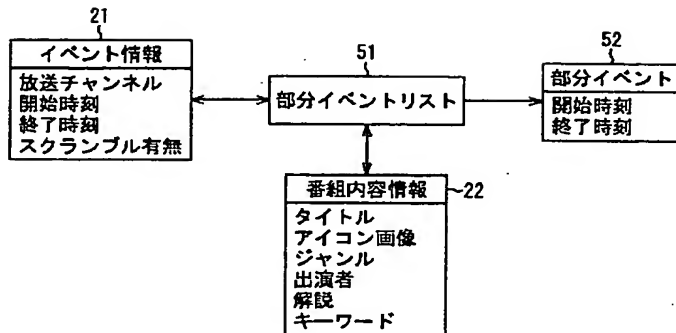 21
イベント情報
放送チャンネル
開始時刻
終了時刻
スクランブル有無
51
部分イベントリスト
52
部分イベント
開始時刻
終了時刻
番組内容情報
22
タイトル
アイコン画像
ジャンル
出演者
解説
キーワード